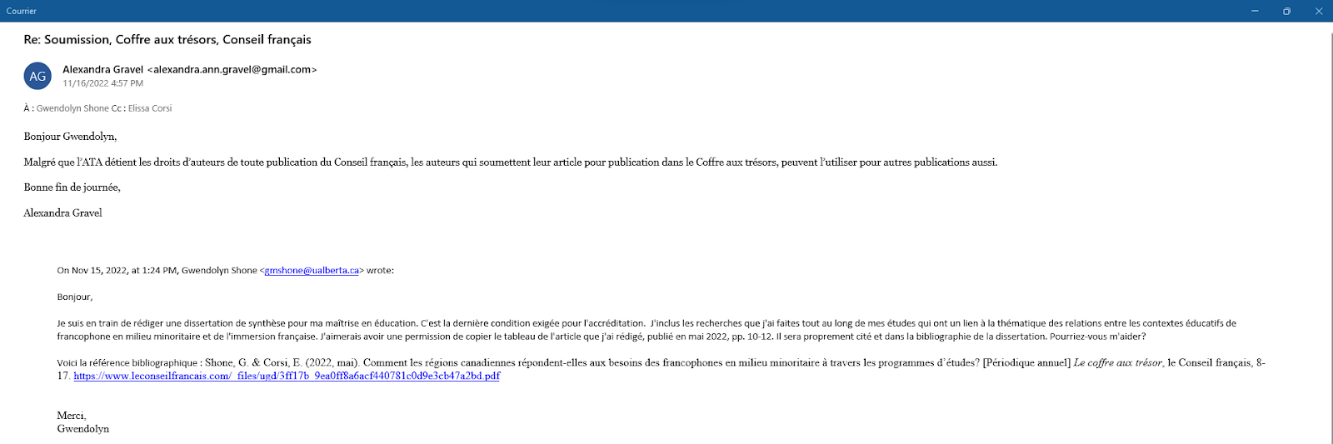 Courrier
Re: Soumission, Coffre aux trésors, Conseil français
AG
Alexandra Gravel <alexandra.ann.gravel@gmail.com>
11/16/2022 4:57 PM
À : Gwendolyn Shone Cc : Elissa Corsi
Bonjour Gwendolyn,
Malgré que l'ATA détient les droits d'auteurs de toute publication du Conseil français, les auteurs qui soumettent leur article pour publication dans le Coffre aux trésors, peuvent l'utiliser pour autres publications aussi.
Bonne fin de journée,
Alexandra Gravel
On Nov 15, 2022, at 1:24 PM, Gwendolyn Shone <gmshone@ualberta.ca> wrote:
Bonjour,
Je suis en train de rédiger une dissertation de synthèse pour ma maîtrise en éducation. C'est la dernière condition exigée pour l'accréditation.  J'inclus les recherches que j'ai faites tout au long de mes études qui ont un lien à la thématique des relations entre les contextes éducatifs de
francophone en milieu minoritaire et de l'immersion française. J'aimerais avoir une permission de copier le tableau de l'article que j'ai rédigé, publié en mai 2022, pp. 10-12. Il sera proprement cité et dans la bibliographie de la dissertation. Pourriez-vous m'aider?
Voici la référence bibliographique : Shone, G. & Corsi, E. (2022, mai). Comment les régions canadiennes répondent-elles aux besoins des francophones en milieu minoritaire à travers les programmes d'études? [Périodique annuel] Le coffre aux trésor, le Conseil français, 8-
17. https://www.leconseilfrancais.com/_files/ugd/3ff17b_9ea0ff8a6acf440781c0d9e3cb47a2bd.pdf
Merci,
Gwendolyn